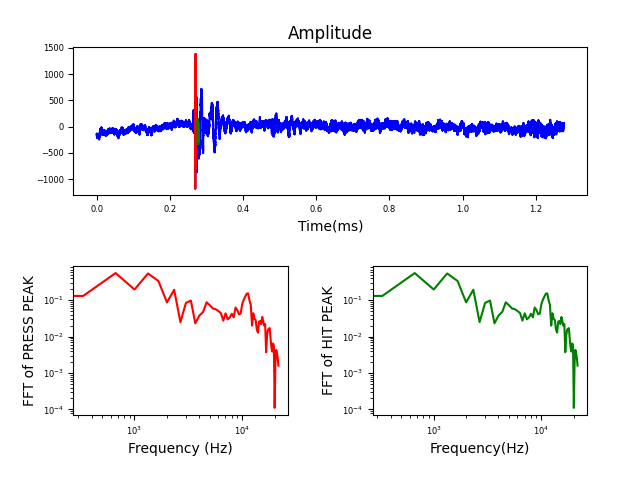 Amplitude
1500
1000
500
0
−500
−1000
0.0 0.2 0.4 0.6 0.8 1.0 1.2
Time(ms)
FFT of PRESS PEAK
10⁻¹
10⁻²
10⁻³
10⁻⁴
10³ 10⁴
Frequency (Hz)
FFT of HIT PEAK
10⁻¹
10⁻²
10⁻³
10⁻⁴
10³ 10⁴
Frequency(Hz)